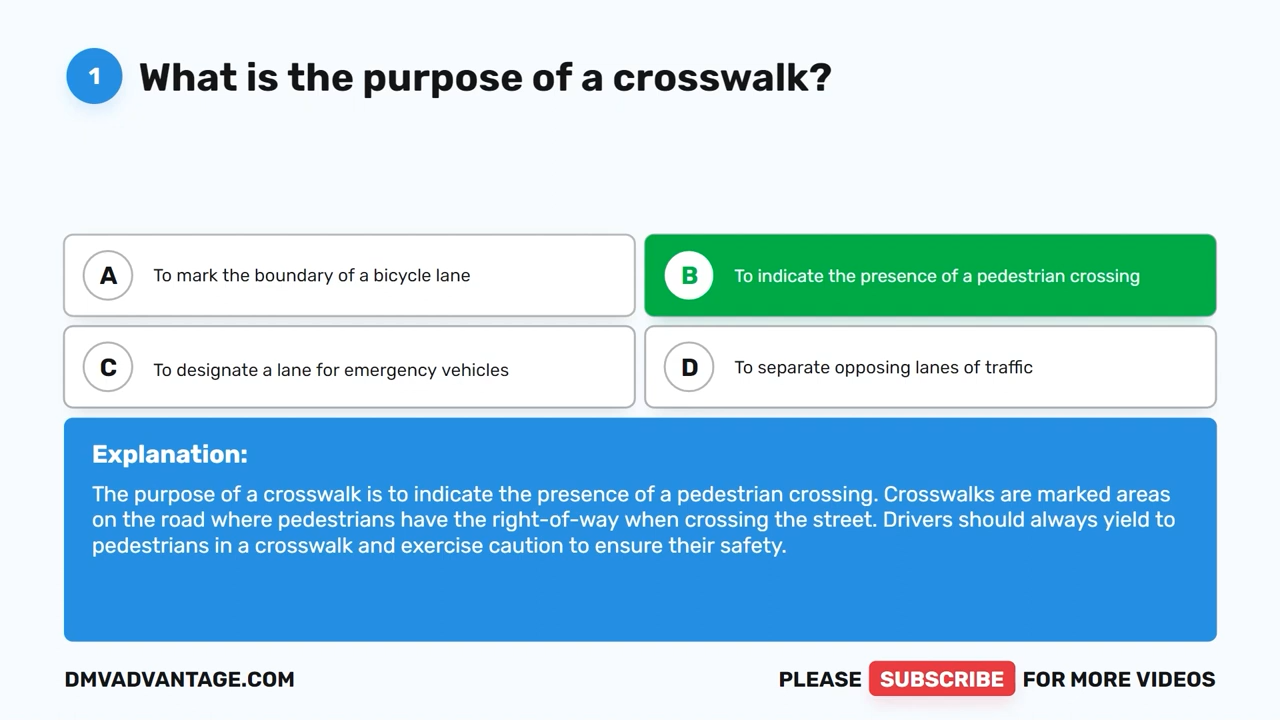 1
What is the purpose of a crosswalk?
A
To mark the boundary of a bicycle lane
B
To indicate the presence of a pedestrian crossing
C
To designate a lane for emergency vehicles
D
To separate opposing lanes of traffic
Explanation:
The purpose of a crosswalk is to indicate the presence of a pedestrian crossing. Crosswalks are marked areas
on the road where pedestrians have the right-of-way when crossing the street. Drivers should always yield to
pedestrians in a crosswalk and exercise caution to ensure their safety.
DMVADVANTAGE.COM
PLEASE SUBSCRIBE FOR MORE VIDEOS